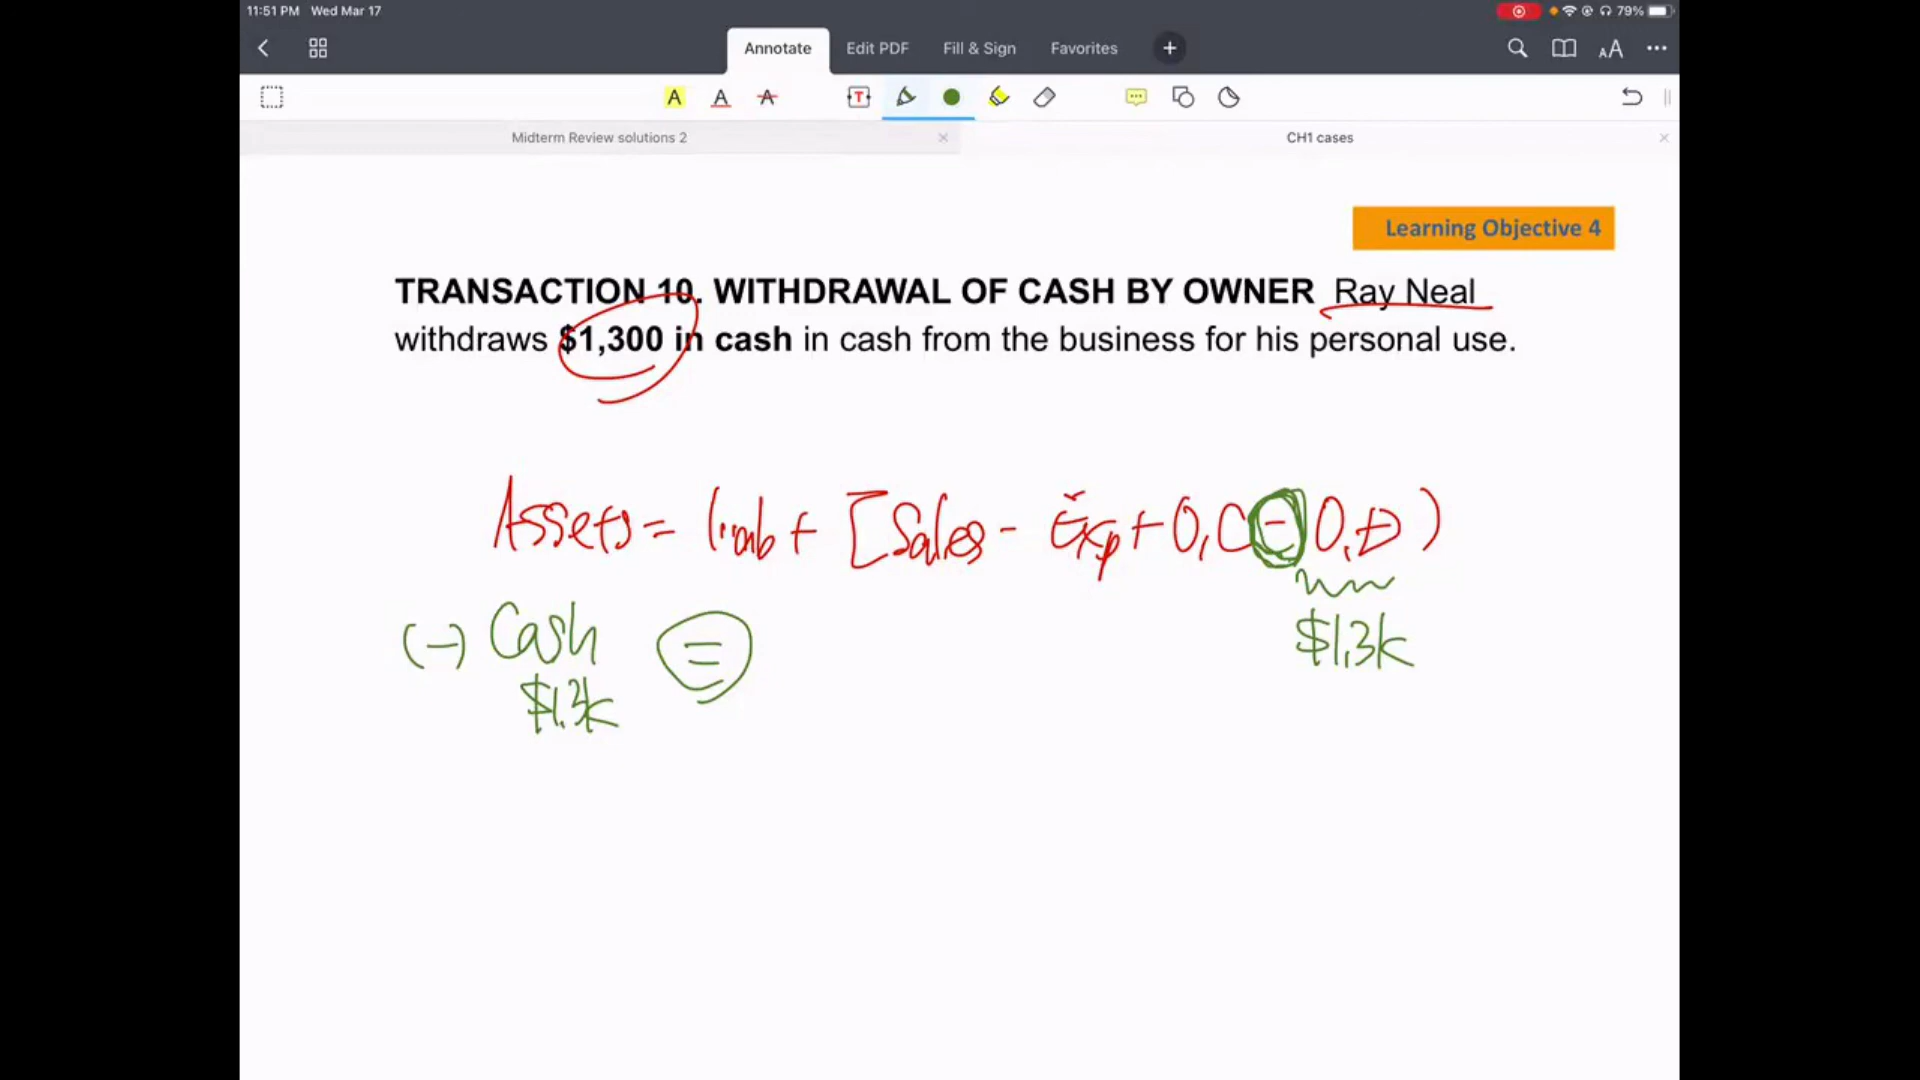 11:51 PM Wed Mar 17 79%
Annotate Edit PDF Fill & Sign Favorites +
A A A T AA
Midterm Review solutions 2 × CH1 cases ×
Learning Objective 4
TRANSACTION 10. WITHDRAWAL OF CASH BY OWNER Ray Neal
withdraws $1,300 in cash in cash from the business for his personal use.
Assets = liab + [Sales - Exp + O,C - O,D)
(-) Cash = $1,3k
$1.3k